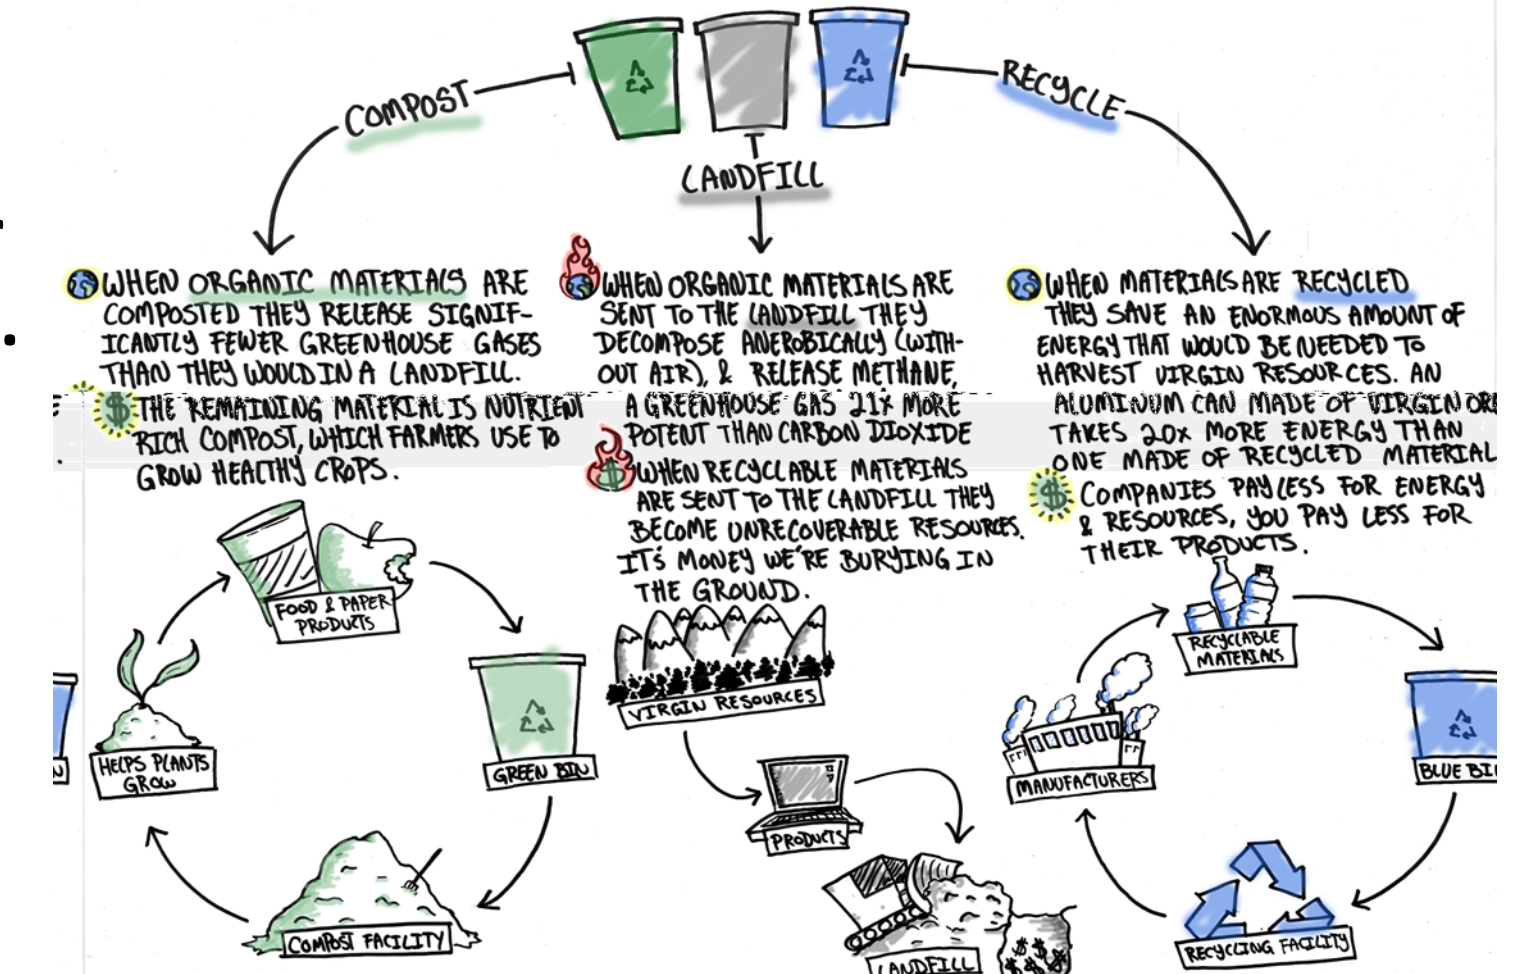 COMPOST
LANDFILL
RECYCLE
WHEN ORGANIC MATERIALS ARE
COMPOSTED THEY RELEASE SIGNIF-
ICANTLY FEWER GREENHOUSE GASES
THAN THEY WOULD IN A LANDFILL.
$ THE REMAINING MATERIAL IS NUTRIENT
RICH COMPOST, WHICH FARMERS USE TO
GROW HEALTHY CROPS.
FOOD & PAPER
PRODUCTS
GREEN BIN
COMPOST FACILITY
HELPS PLANTS
GROW
WHEN ORGANIC MATERIALS ARE
SENT TO THE LANDFILL THEY
DECOMPOSE ANEROBICALLY (WITH-
OUT AIR), & RELEASE METHANE,
A GREENHOUSE GAS 21X MORE
POTENT THAN CARBON DIOXIDE
$ WHEN RECYCLABLE MATERIALS
ARE SENT TO THE LANDFILL THEY
BECOME UNRECOVERABLE RESOURCES.
IT'S MONEY WE'RE BURYING IN
THE GROUND.
VIRGIN RESOURCES
PRODUCTS
LANDFILL
$ $ $ $ $
WHEN MATERIALS ARE RECYCLED
THEY SAVE AN ENORMOUS AMOUNT OF
ENERGY THAT WOULD BE NEEDED TO
HARVEST VIRGIN RESOURCES. AN
ALUMINUM CAN MADE OF VIRGIN ORE
TAKES 20X MORE ENERGY THAN
ONE MADE OF RECYCLED MATERIAL
$ COMPANIES PAY LESS FOR ENERGY
& RESOURCES, YOU PAY LESS FOR
THEIR PRODUCTS.
RECYCLABLE
MATERIALS
BLUE BI
RECYCLING FACILITY
MANUFACTURERS